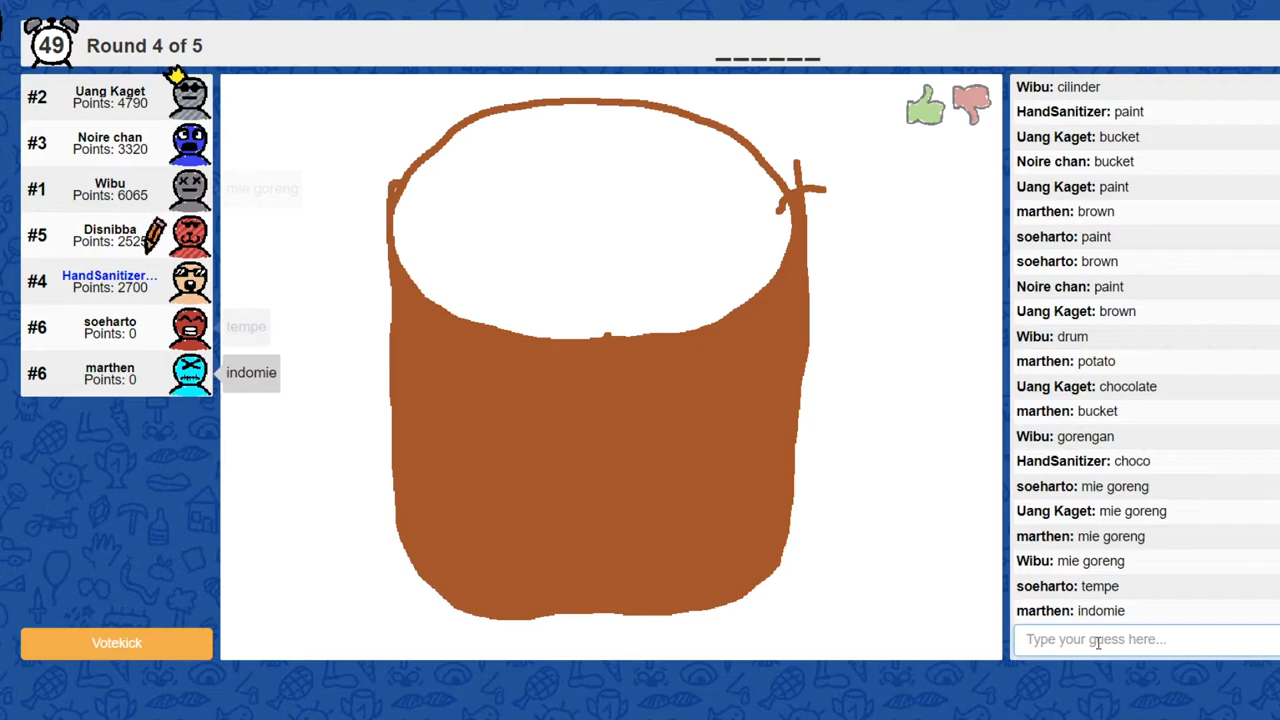 49
Round 4 of 5
______
#2 Uang Kaget
Points: 4790
#3 Noire chan
Points: 3320
#1 Wibu
Points: 6065
mie goreng
#5 Disnibba
Points: 2525
#4 HandSanitizer...
Points: 2700
#6 soeharto
Points: 0
tempe
#6 marthen
Points: 0
indomie
Votekick
Wibu: cilinder
HandSanitizer: paint
Uang Kaget: bucket
Noire chan: bucket
Uang Kaget: paint
marthen: brown
soeharto: paint
soeharto: brown
Noire chan: paint
Uang Kaget: brown
Wibu: drum
marthen: potato
Uang Kaget: chocolate
marthen: bucket
Wibu: gorengan
HandSanitizer: choco
soeharto: mie goreng
Uang Kaget: mie goreng
marthen: mie goreng
Wibu: mie goreng
soeharto: tempe
marthen: indomie
Type your guess here...